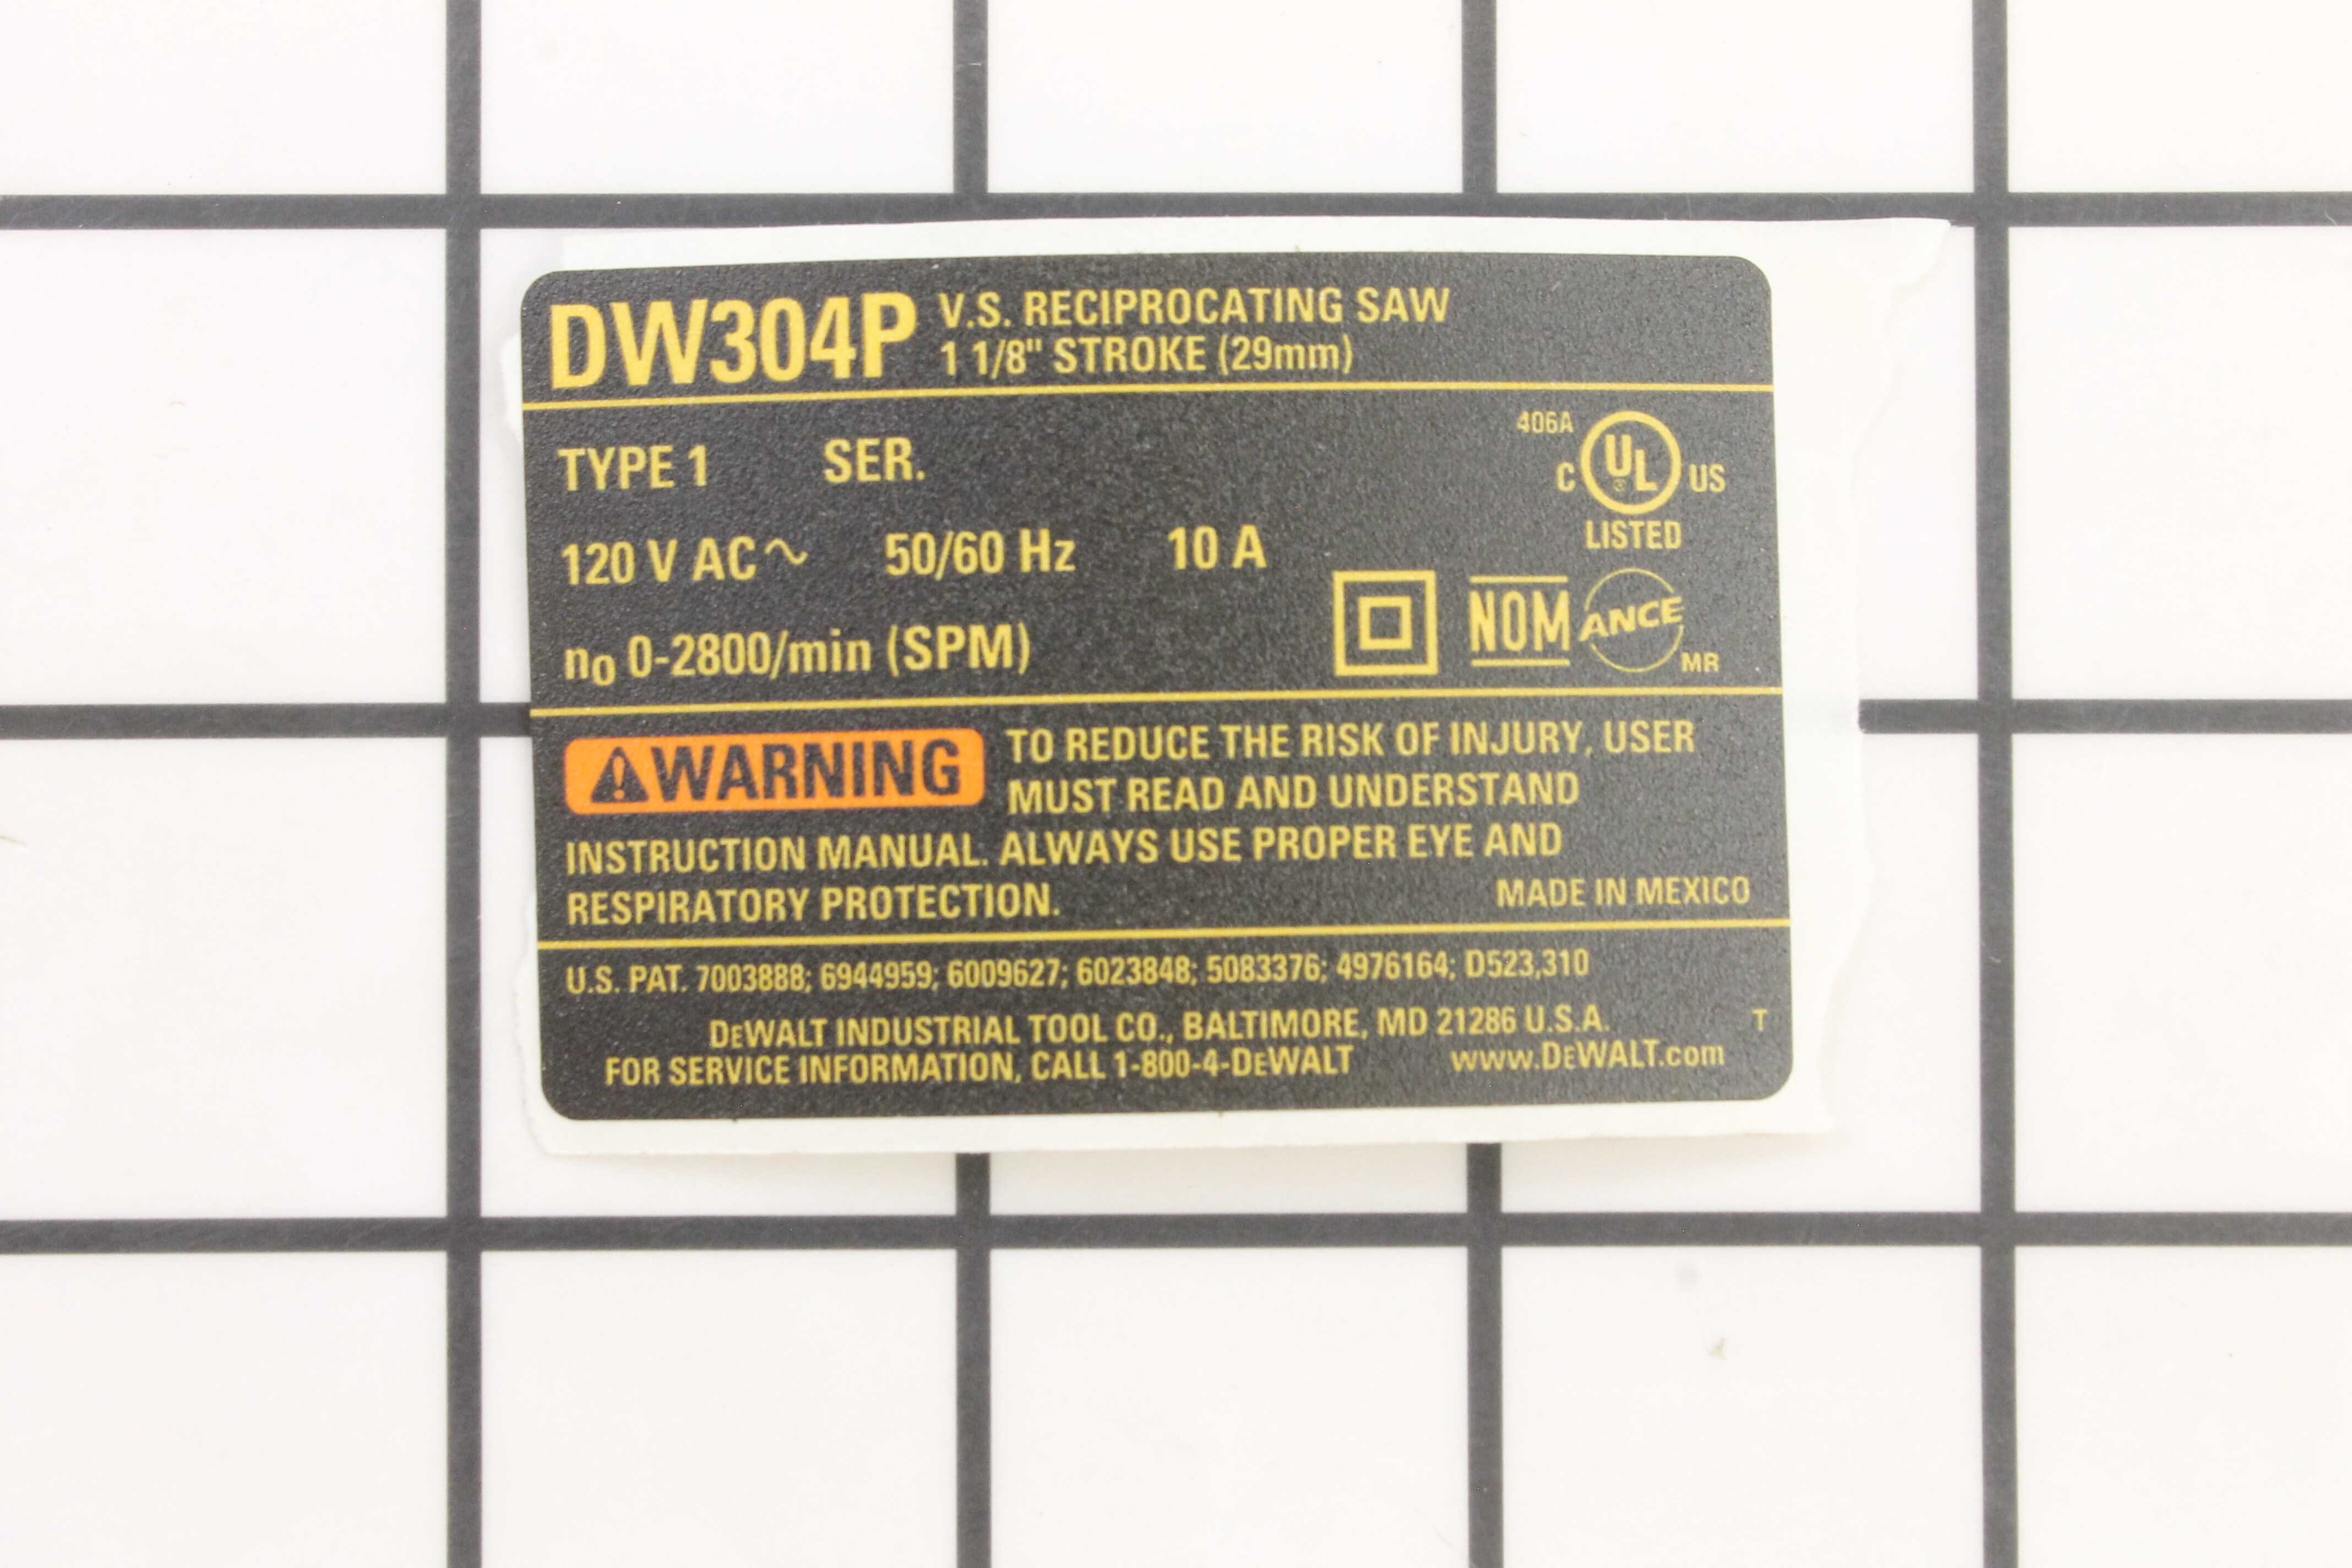 DW304P V.S. RECIPROCATING SAW
1 1/8" STROKE (29mm)
TYPE 1 SER.
406A
C UL US
LISTED
120 V AC～ 50/60 Hz 10 A
n0 0-2800/min (SPM)
NOM ANCE MR
⚠WARNING TO REDUCE THE RISK OF INJURY, USER
MUST READ AND UNDERSTAND
INSTRUCTION MANUAL. ALWAYS USE PROPER EYE AND
RESPIRATORY PROTECTION.
MADE IN MEXICO
U.S. PAT. 7003888; 6944959; 6009627; 6023848; 5083376; 4976164; D523,310
DEWALT INDUSTRIAL TOOL CO., BALTIMORE, MD 21286 U.S.A. T
FOR SERVICE INFORMATION, CALL 1-800-4-DEWALT www.DEWALT.com